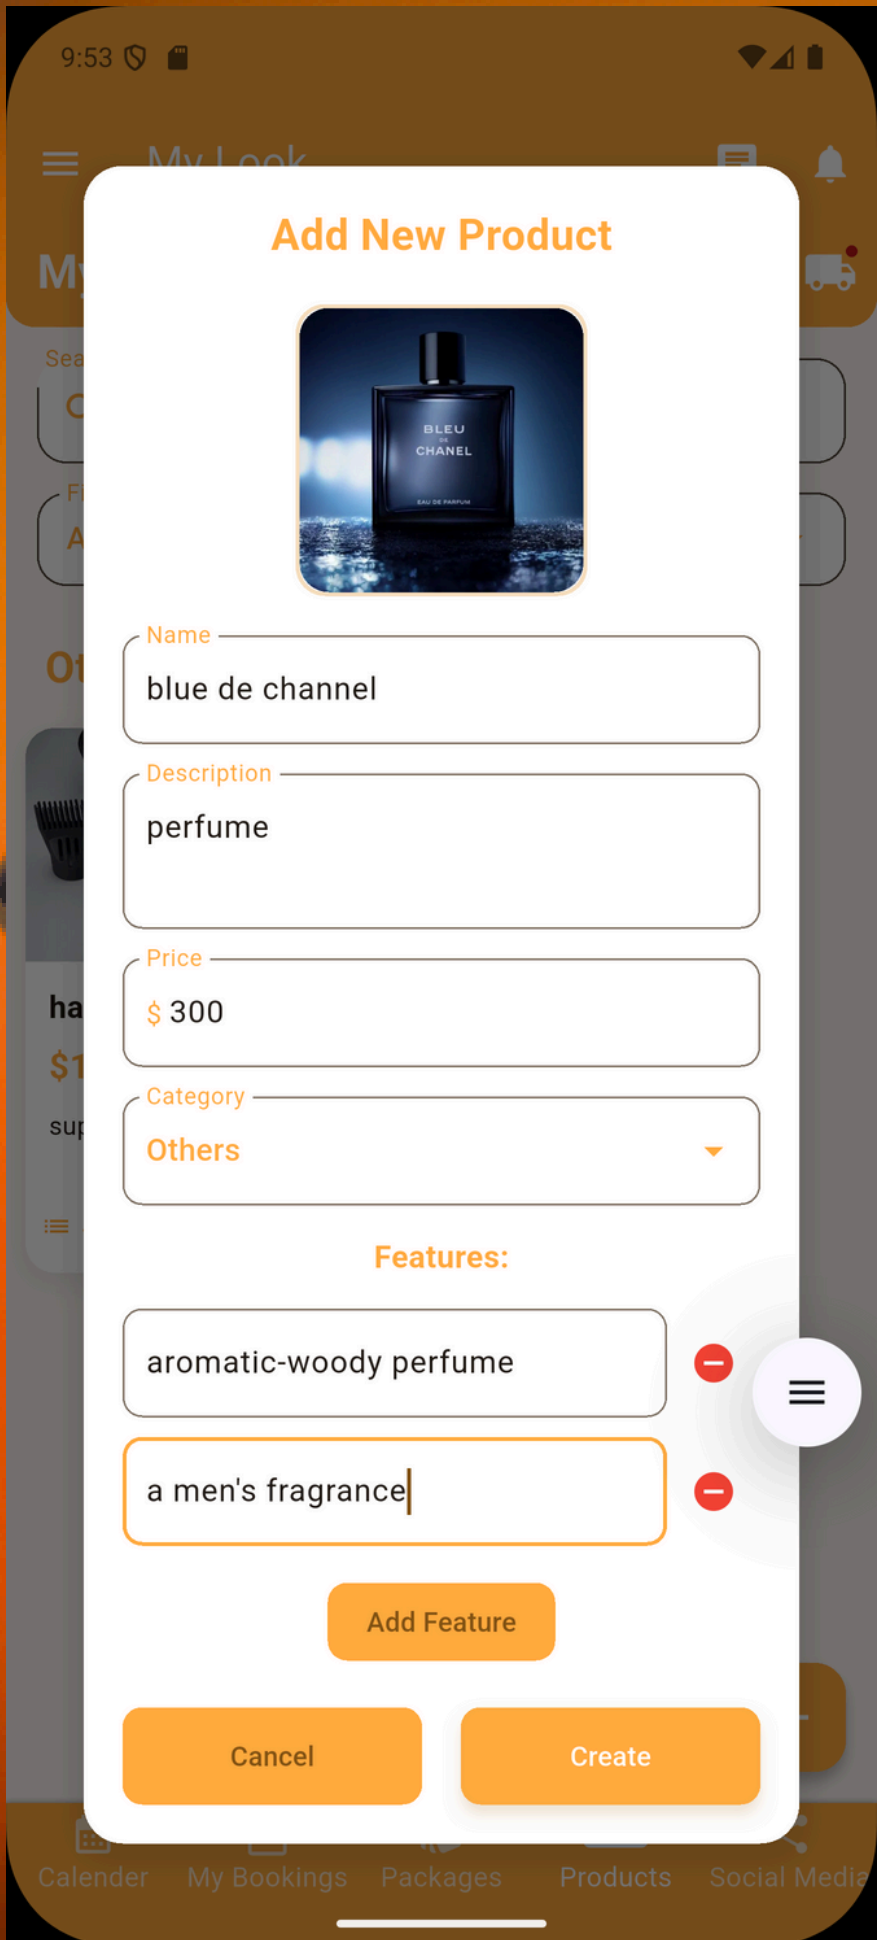 9:53
My Look
My
Add New Product
BLEU
DE
CHANEL
EAU DE PARFUM
Name
blue de channel
Description
perfume
Price
$ 300
Category
Others
Features:
aromatic-woody perfume
a men's fragrance
Add Feature
Cancel
Create
Calender
My Bookings
Packages
Products
Social Media